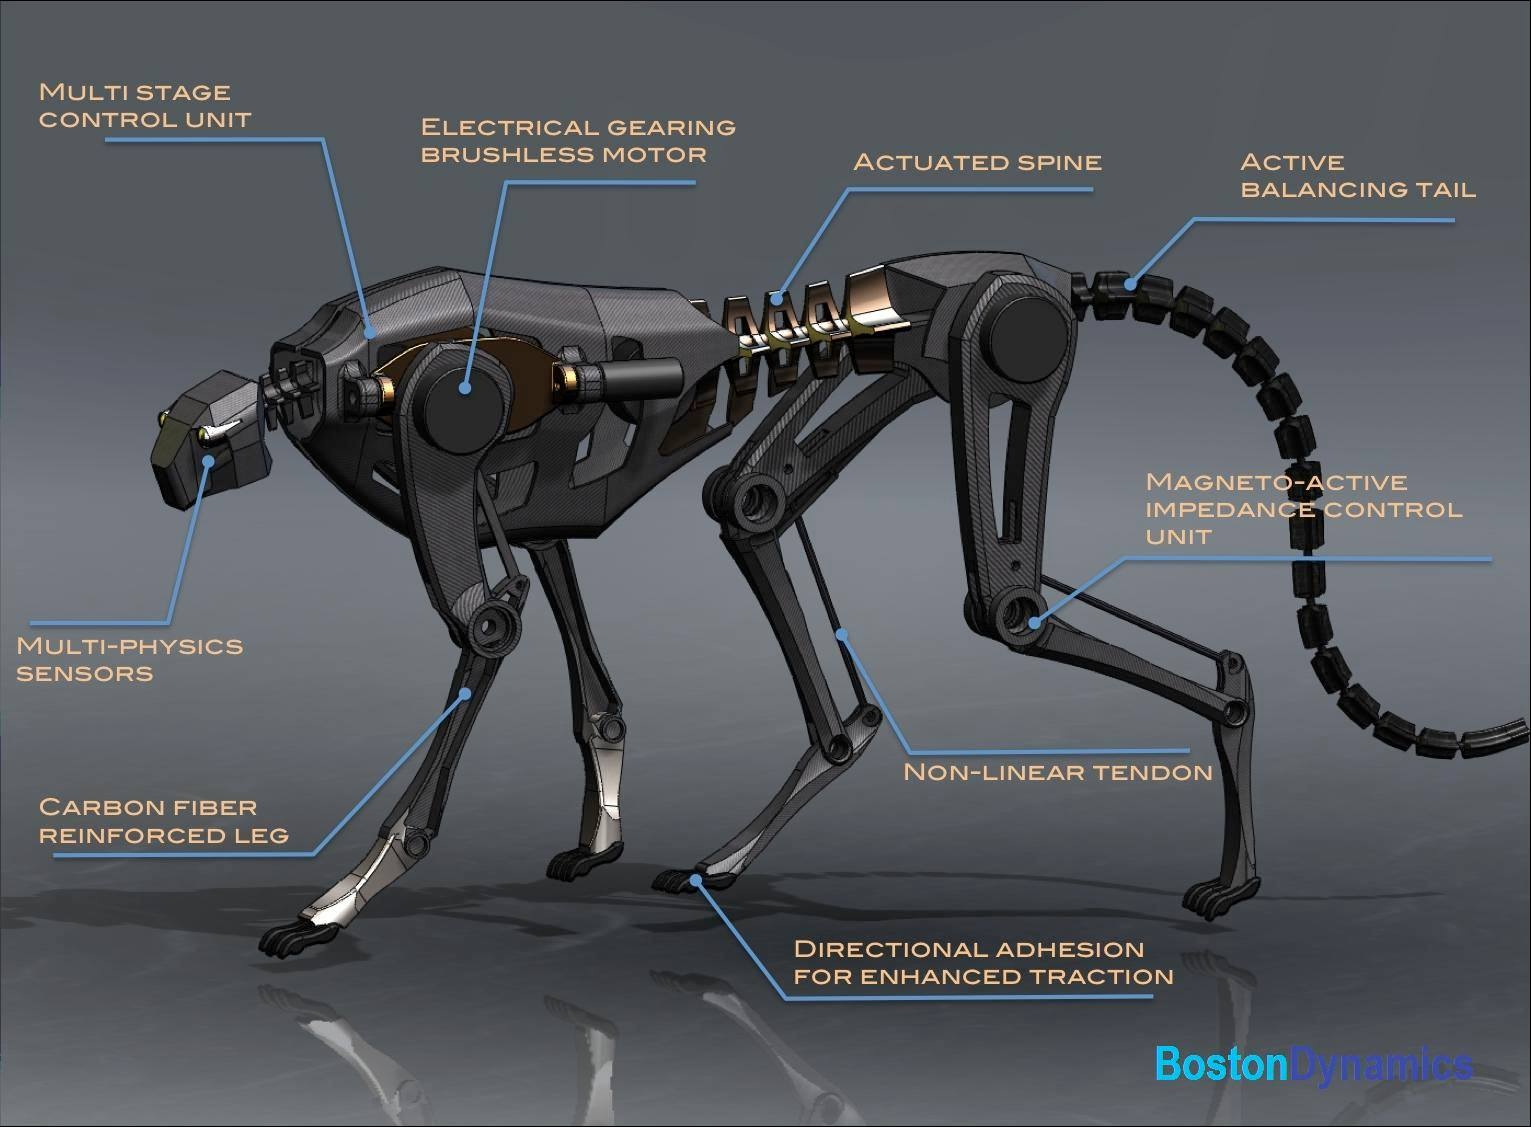 Multi stage
control unit
Electrical gearing
brushless motor
Actuated spine
Active
balancing tail
Magneto-active
impedance control
unit
Multi-physics
sensors
Non-linear tendon
Carbon fiber
reinforced leg
Directional adhesion
for enhanced traction
BostonDynamics